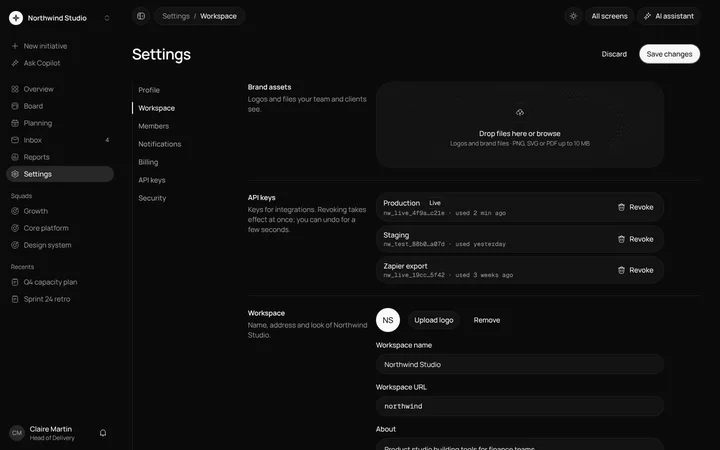 Northwind Studio
New initiative
Ask Copilot
Overview
Board
Planning
Inbox 4
Reports
Settings
Squads
Growth
Core platform
Design system
Recents
Q4 capacity plan
Sprint 24 retro
CM
Claire Martin
Head of Delivery
Settings / Workspace
All screens
AI assistant
Settings
Discard
Save changes
Profile
Workspace
Members
Notifications
Billing
API keys
Security
Brand assets
Logos and files your team and clients
see.
Drop files here or browse
Logos and brand files · PNG, SVG or PDF up to 10 MB
API keys
Keys for integrations. Revoking takes
effect at once; you can undo for a
few seconds.
Production Live
nw_live_4f9a…c21e · used 2 min ago
Revoke
Staging
nw_test_88b0…a07d · used yesterday
Revoke
Zapier export
nw_live_19cc…5f42 · used 3 weeks ago
Revoke
Workspace
Name, address and look of Northwind
Studio.
NS
Upload logo
Remove
Workspace name
Northwind Studio
Workspace URL
northwind
About
Product studio building tools for finance teams